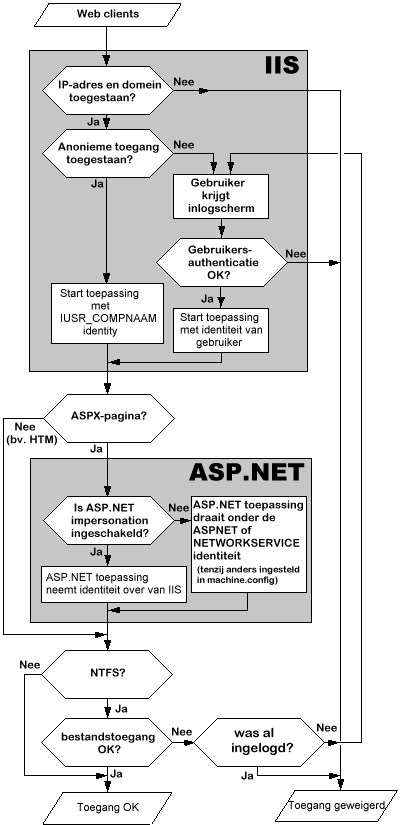 Web clients
IIS
IP-adres en domein
toegestaan?
Nee
Ja
Anonieme toegang
toegestaan?
Nee
Ja
Gebruiker
krijgt
inlogscherm
Gebruikers-
authenticatie
OK?
Nee
Ja
Start toepassing
met
IUSR_COMPNAAM
identity
Start toepassing
met identiteit van
gebruiker
ASPX-pagina?
Nee
(bv. HTM)
Ja
ASP.NET
Is ASP.NET
impersonation
ingeschakeld?
Nee
Ja
ASP.NET toepassing
draait onder de
ASPNET of
NETWORKSERVICE
identiteit
(tenzij anders ingesteld
in machine.config)
ASP.NET toepassing
neemt identiteit over van IIS
Nee
NTFS?
Ja
bestandstoegang
OK?
Nee
Ja
was al
ingelogd?
Nee
Ja
Toegang OK
Toegang geweigerd